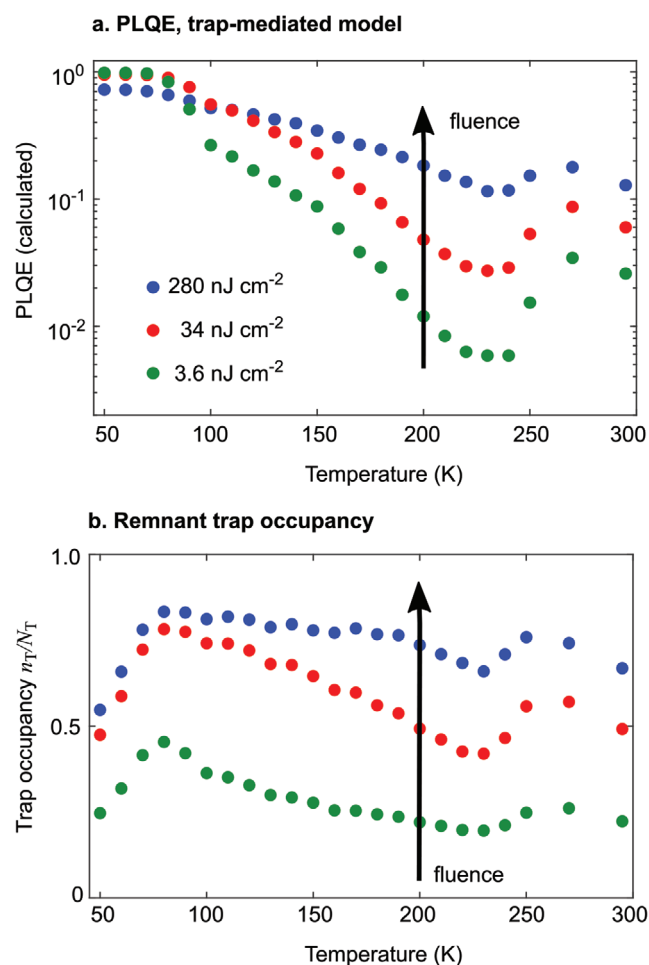 a. PLQE, trap-mediated model
10⁰
10⁻¹
10⁻²
PLQE (calculated)
fluence
280 nJ cm⁻²
34 nJ cm⁻²
3.6 nJ cm⁻²
50 100 150 200 250 300
Temperature (K)
b. Remnant trap occupancy
1.0
0.5
0
Trap occupancy n_T/N_T
fluence
50 100 150 200 250 300
Temperature (K)